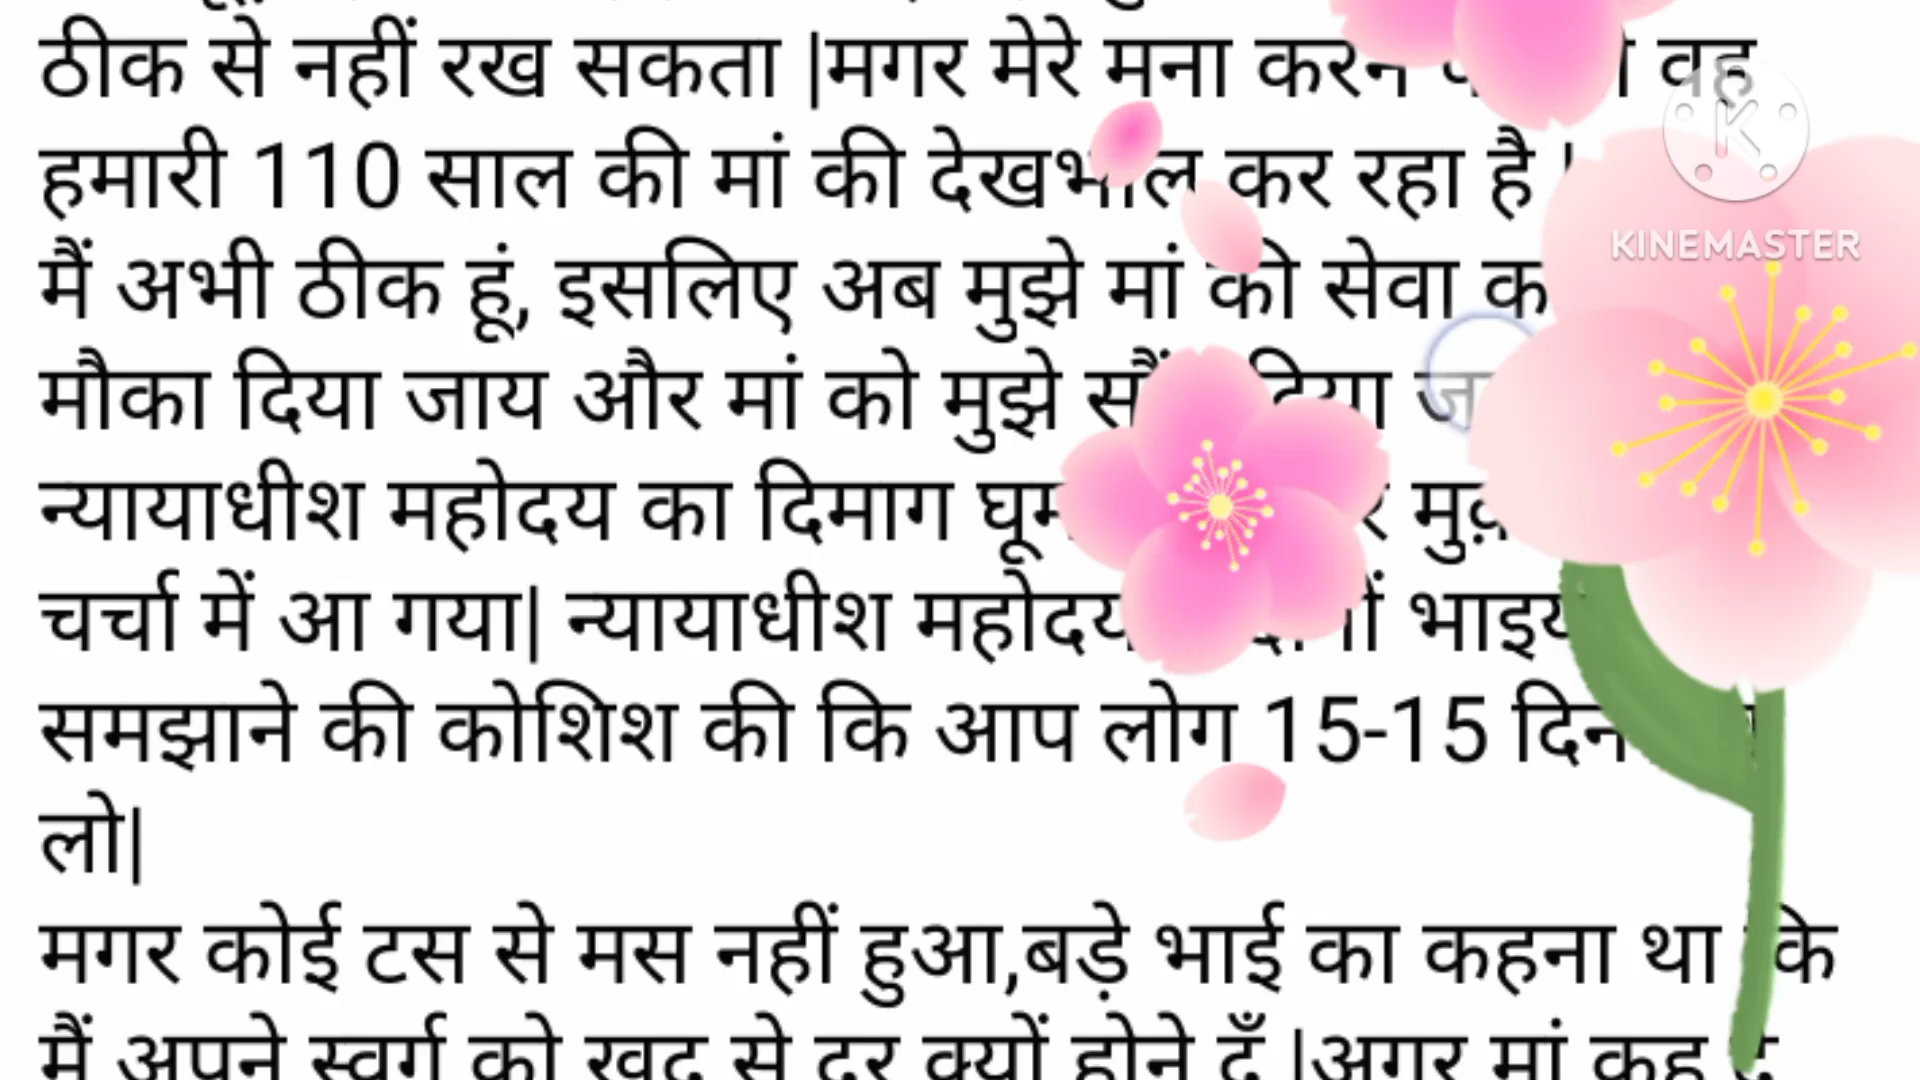 ठीक से नहीं रख सकता |मगर मेरे मना करने वह
हमारी 110 साल की मां की देखभाल कर रहा है |
मैं अभी ठीक हूं, इसलिए अब मुझे मां की सेवा
मौका दिया जाय और मां को मुझे सौंप दिया
न्यायाधीश महोदय का दिमाग
चर्चा में आ गया| न्यायाधीश महोदय
समझाने की कोशिश की कि आप लोग 15-15 दिन
लो|
मगर कोई टस से मस नहीं हुआ,बड़े भाई का कहना था कि
मैं अपने स्वर्ग को खुद से दूर क्यों होने दूँ |अगर मां कह दे
KINEMASTER